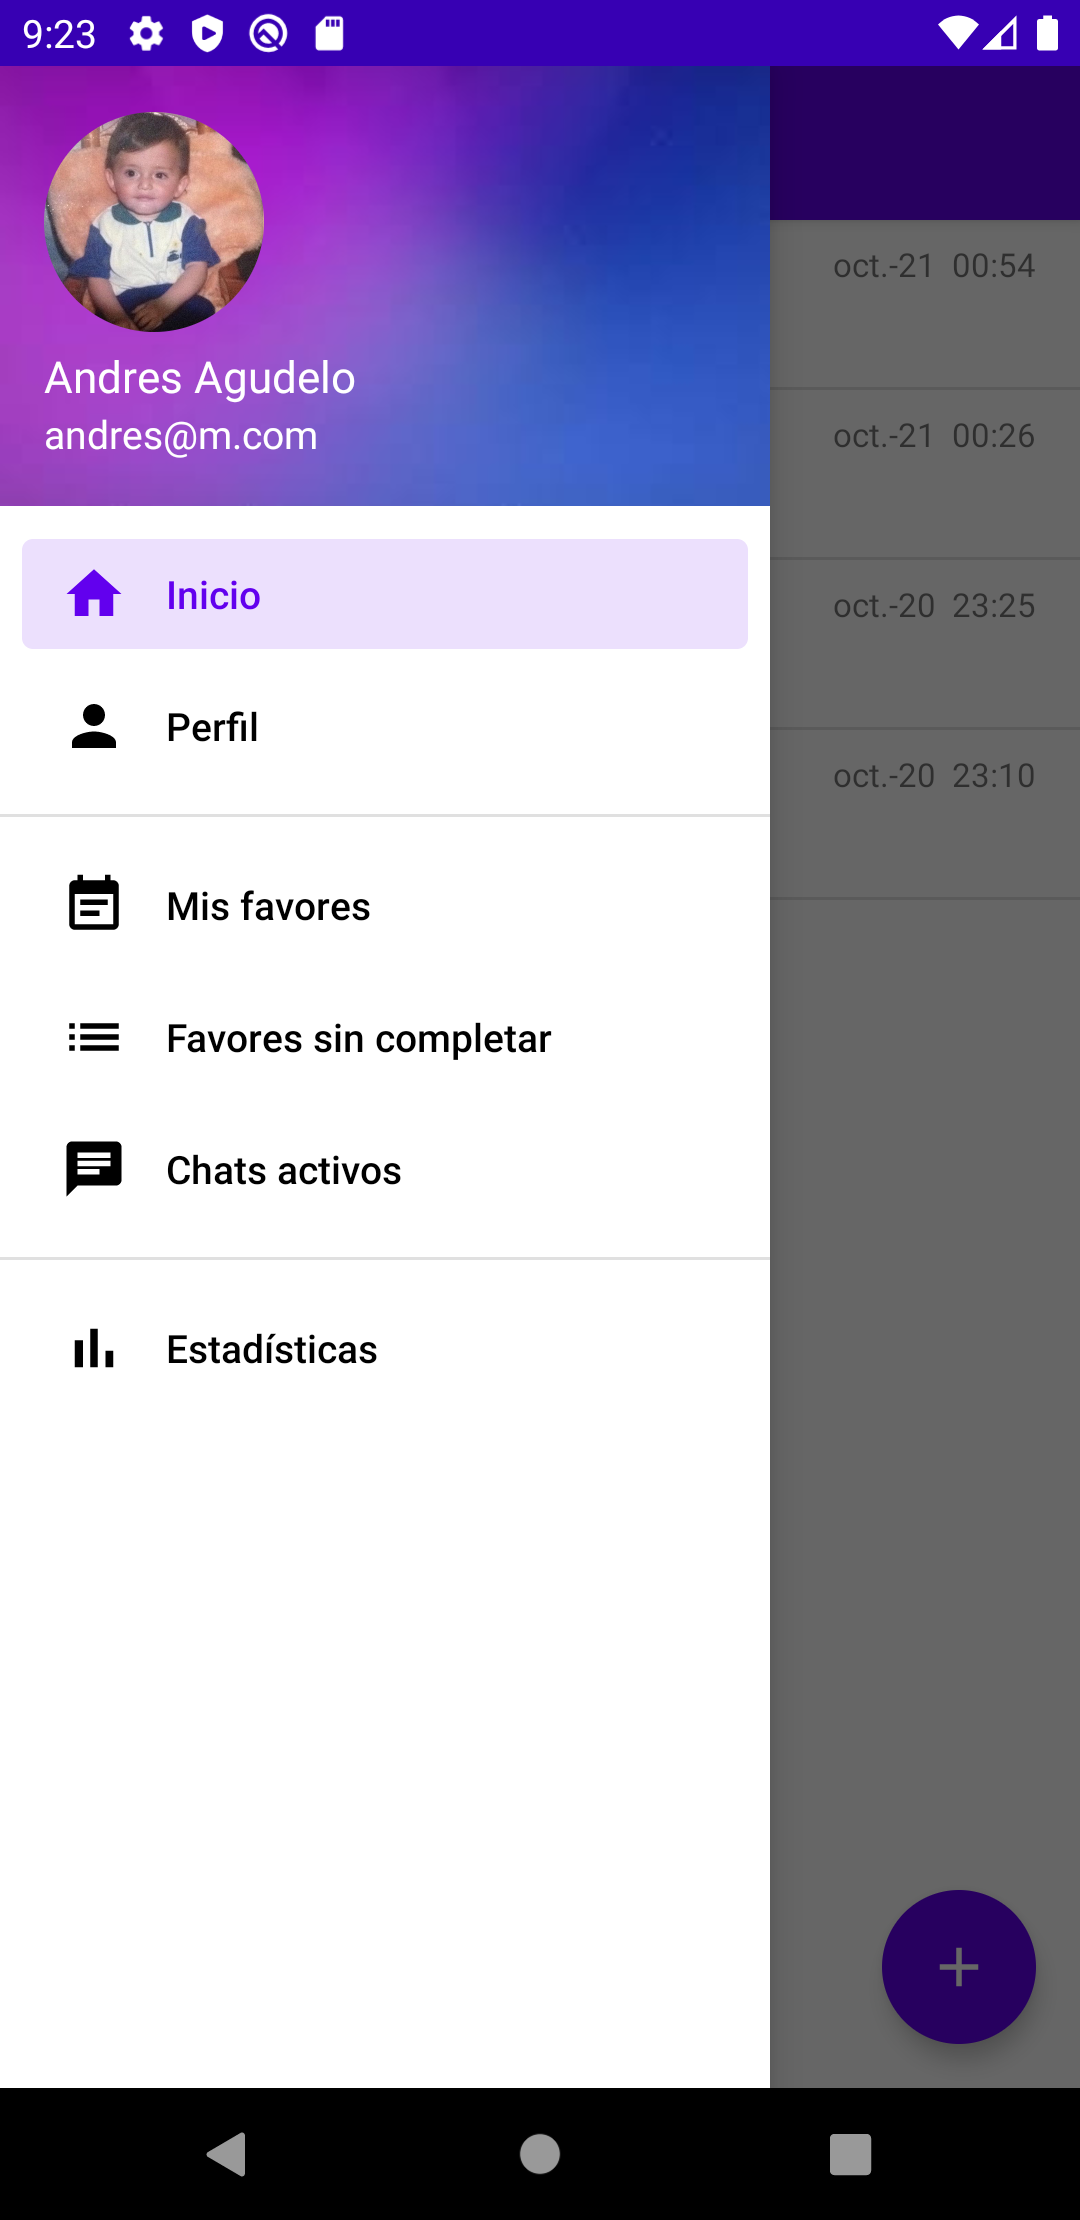 9:23
Andres Agudelo
andres@m.com
Inicio
Perfil
Mis favores
Favores sin completar
Chats activos
Estadísticas
oct.-21 00:54
oct.-21 00:26
oct.-20 23:25
oct.-20 23:10